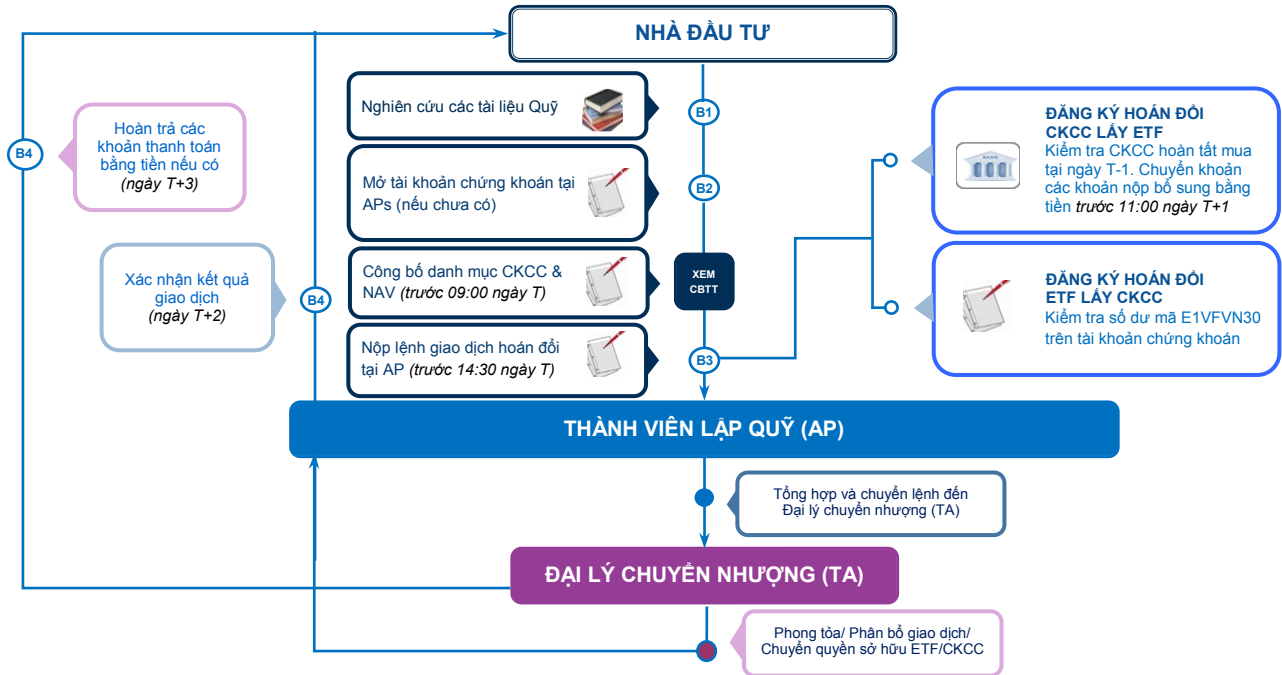 NHÀ ĐẦU TƯ
Nghiên cứu các tài liệu Quỹ
B1
Mở tài khoản chứng khoán tại
APs (nếu chưa có)
B2
Công bố danh mục CKCC &
NAV (trước 09:00 ngày T)
XEM
CBTT
Nộp lệnh giao dịch hoán đổi
tại AP (trước 14:30 ngày T)
B3
BANK
ĐĂNG KÝ HOÁN ĐỔI
CKCC LẤY ETF
Kiểm tra CKCC hoàn tất mua
tại ngày T-1. Chuyển khoản
các khoản nộp bổ sung bằng
tiền trước 11:00 ngày T+1
ĐĂNG KÝ HOÁN ĐỔI
ETF LẤY CKCC
Kiểm tra số dư mã E1VFVN30
trên tài khoản chứng khoán
B4
Hoàn trả các
khoản thanh toán
bằng tiền nếu có
(ngày T+3)
Xác nhận kết quả
giao dịch
(ngày T+2)
B4
THÀNH VIÊN LẬP QUỸ (AP)
Tổng hợp và chuyển lệnh đến
Đại lý chuyển nhượng (TA)
ĐẠI LÝ CHUYỂN NHƯỢNG (TA)
Phong tỏa/ Phân bổ giao dịch/
Chuyển quyền sở hữu ETF/CKCC